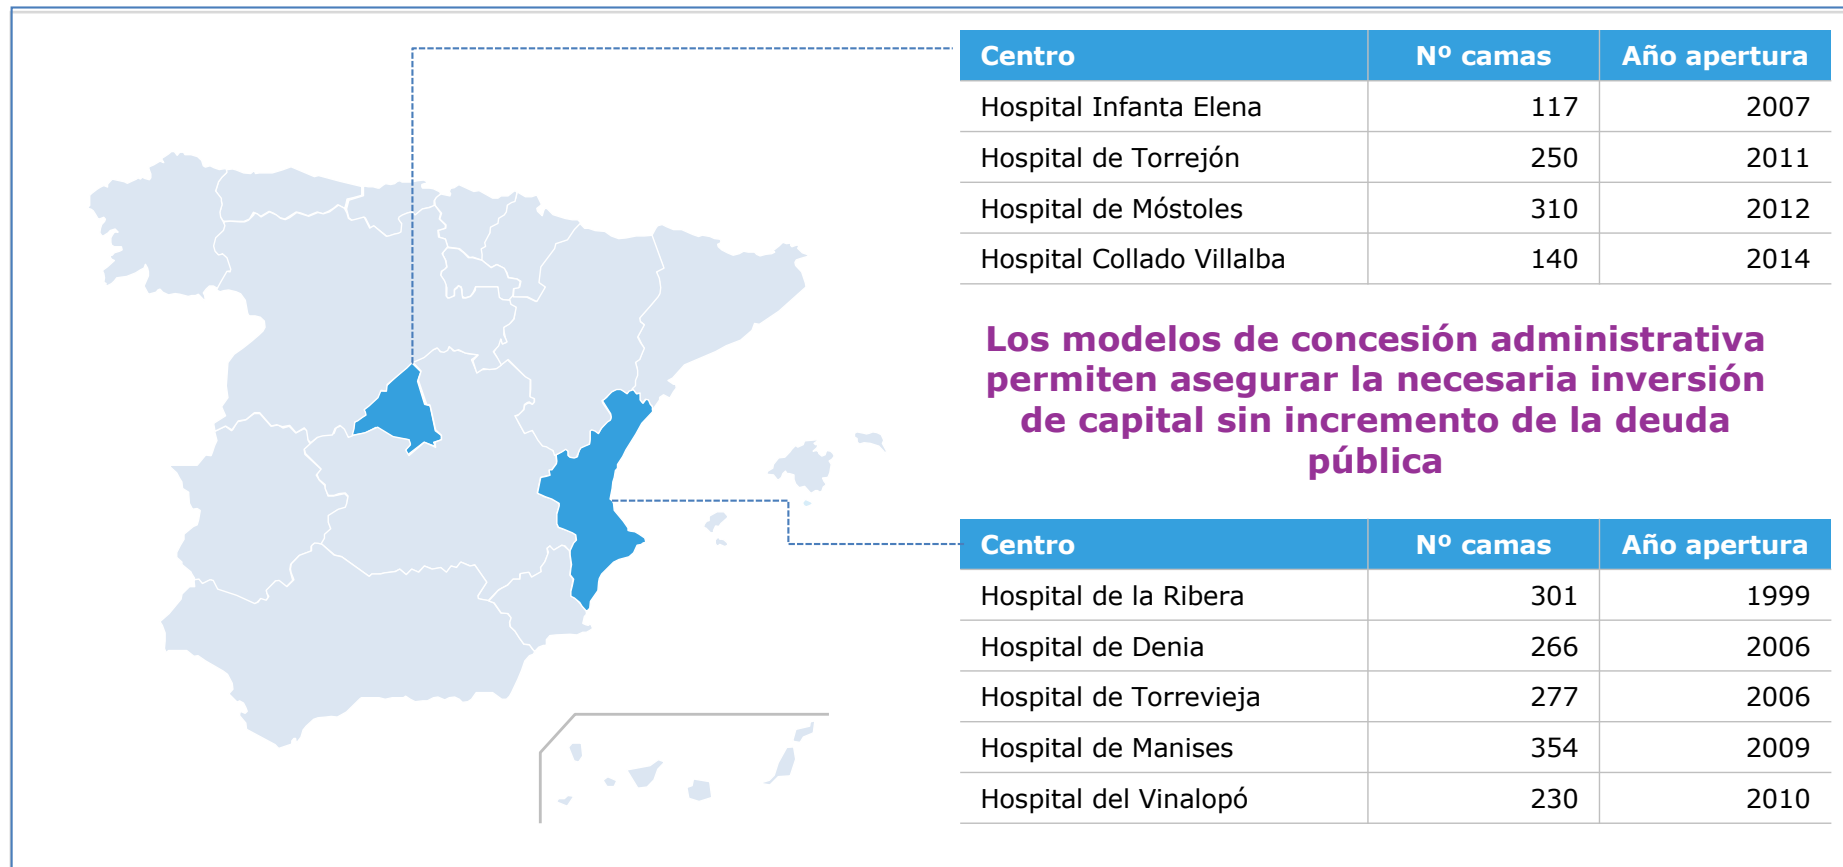 Centro Nº camas Año apertura
Hospital Infanta Elena 117 2007
Hospital de Torrejón 250 2011
Hospital de Móstoles 310 2012
Hospital Collado Villalba 140 2014
Los modelos de concesión administrativa
permiten asegurar la necesaria inversión
de capital sin incremento de la deuda
pública
Centro Nº camas Año apertura
Hospital de la Ribera 301 1999
Hospital de Denia 266 2006
Hospital de Torrevieja 277 2006
Hospital de Manises 354 2009
Hospital del Vinalopó 230 2010